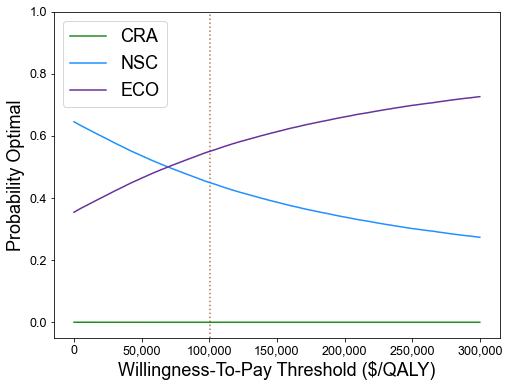 1.0
0.8
0.6
0.4
0.2
0.0
CRA
NSC
ECO
Probability Optimal
0 50,000 100,000 150,000 200,000 250,000 300,000
Willingness-To-Pay Threshold ($/QALY)